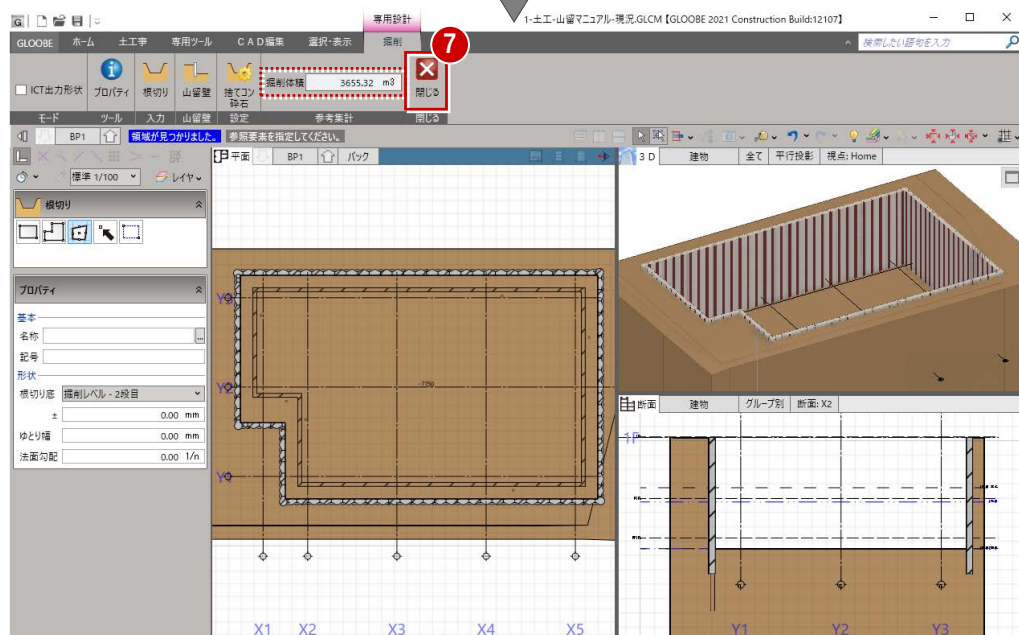 専用設計
1-土工-山留マニュアル-現況.GLCM【GLOOBE 2021 Construction Build:12107】
GLOOBE ホーム 土工亊 専用ツール CAD編集 選択・表示 掘削
検索したい語句を入力
7
ICT出力形状
プロパティ
根切り
山留壁
捨てコン
砕石
掘削体積 3655.32 m3
閉じる
モード ツール 入力 山留壁 設定 参考集計 閉じる
BP1 領域が見つかりました。 参照要素を指定してください。
平面 BP1 パック
3D 建物 全て 平行投影 視点: Home
標準 1/100 レイヤ
根切り
プロパティ
基本
名称
...
記号
形状
根切り底 掘削レベル - 2段目
± 0.00 mm
ゆとり幅 0.00 mm
法面勾配 0.00 1/n
Y3
Y2
Y1
X1 X2 X3 X4 X5
断面 建物 グループ別 断面: X2
1F
Y1 Y2 Y3